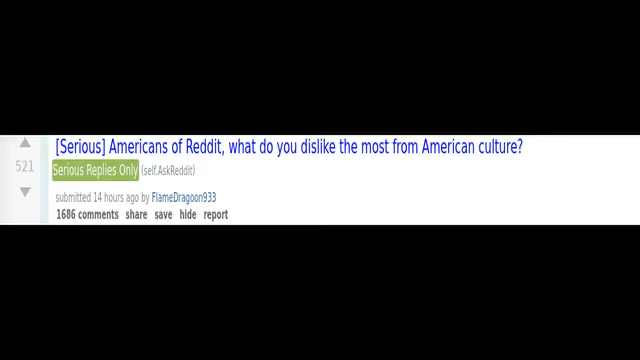 [Serious] Americans of Reddit, what do you dislike the most from American culture?
521
Serious Replies Only (self.AskReddit)
submitted 14 hours ago by FlameDragoon933
1686 comments share save hide report